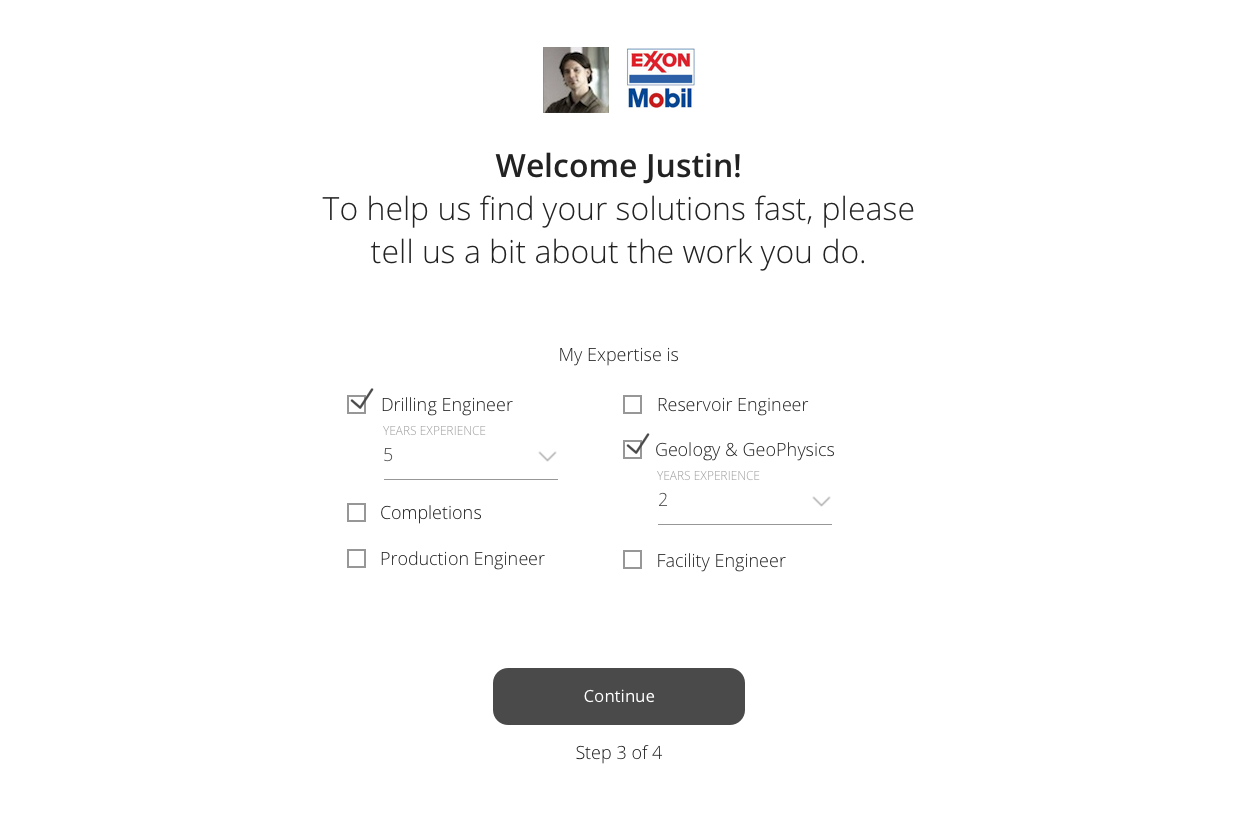 EXXON
Mobil
Welcome Justin!
To help us find your solutions fast, please
tell us a bit about the work you do.
My Expertise is
Drilling Engineer
YEARS EXPERIENCE
5
Completions
Production Engineer
Reservoir Engineer
Geology & GeoPhysics
YEARS EXPERIENCE
2
Facility Engineer
Continue
Step 3 of 4